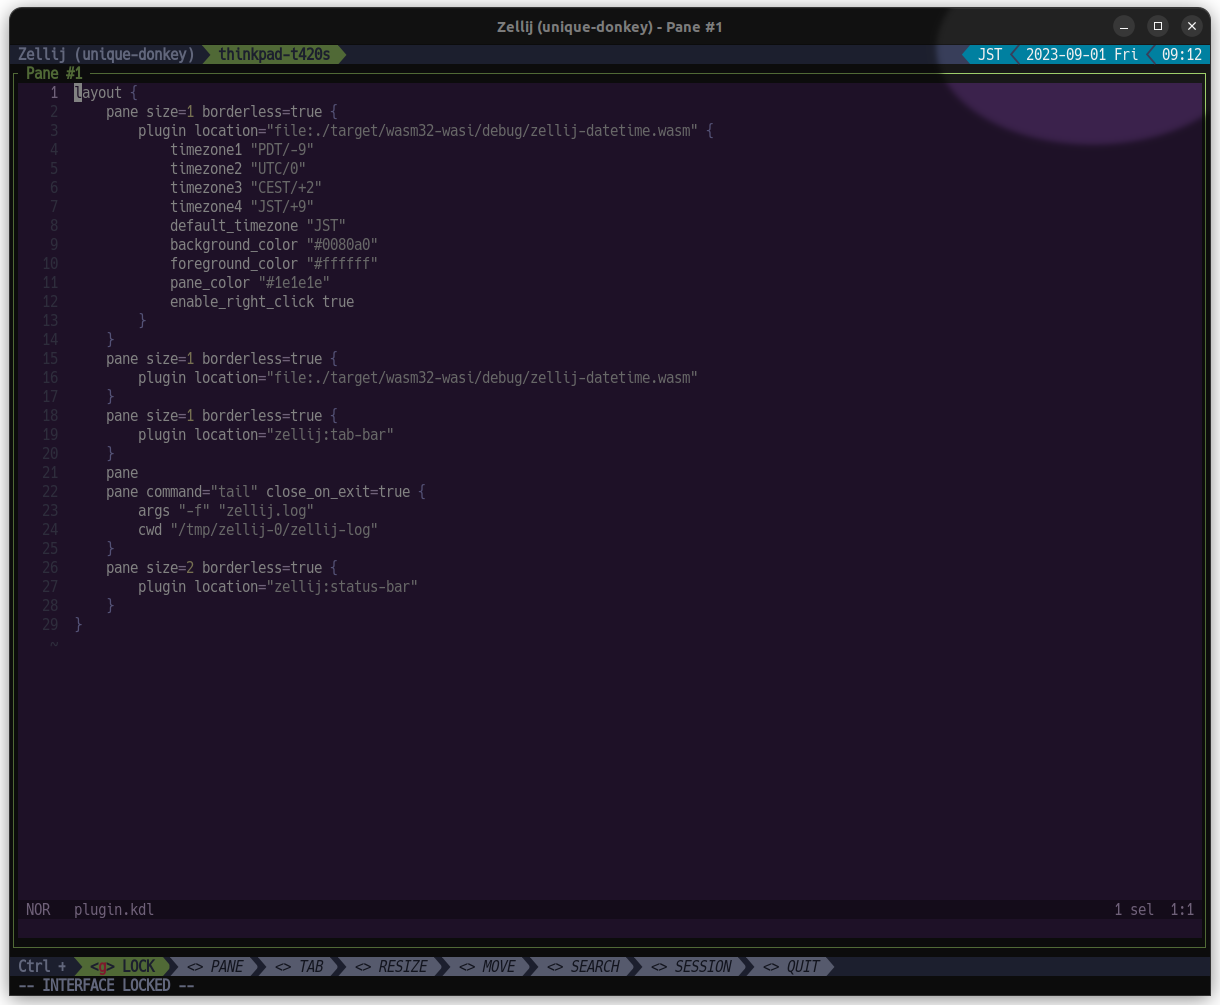 Zellij (unique-donkey) - Pane #1
Zellij (unique-donkey) thinkpad-t420s JST 2023-09-01 Fri 09:12
Pane #1
1 layout {
2 pane size=1 borderless=true {
3 plugin location="file:./target/wasm32-wasi/debug/zellij-datetime.wasm" {
4 timezone1 "PDT/-9"
5 timezone2 "UTC/0"
6 timezone3 "CEST/+2"
7 timezone4 "JST/+9"
8 default_timezone "JST"
9 background_color "#0080a0"
10 foreground_color "#ffffff"
11 pane_color "#1e1e1e"
12 enable_right_click true
13 }
14 }
15 pane size=1 borderless=true {
16 plugin location="file:./target/wasm32-wasi/debug/zellij-datetime.wasm"
17 }
18 pane size=1 borderless=true {
19 plugin location="zellij:tab-bar"
20 }
21 pane
22 pane command="tail" close_on_exit=true {
23 args "-f" "zellij.log"
24 cwd "/tmp/zellij-0/zellij-log"
25 }
26 pane size=2 borderless=true {
27 plugin location="zellij:status-bar"
28 }
29 }
~
NOR plugin.kdl 1 sel 1:1
Ctrl + <g> LOCK <> PANE <> TAB <> RESIZE <> MOVE <> SEARCH <> SESSION <> QUIT
-- INTERFACE LOCKED --